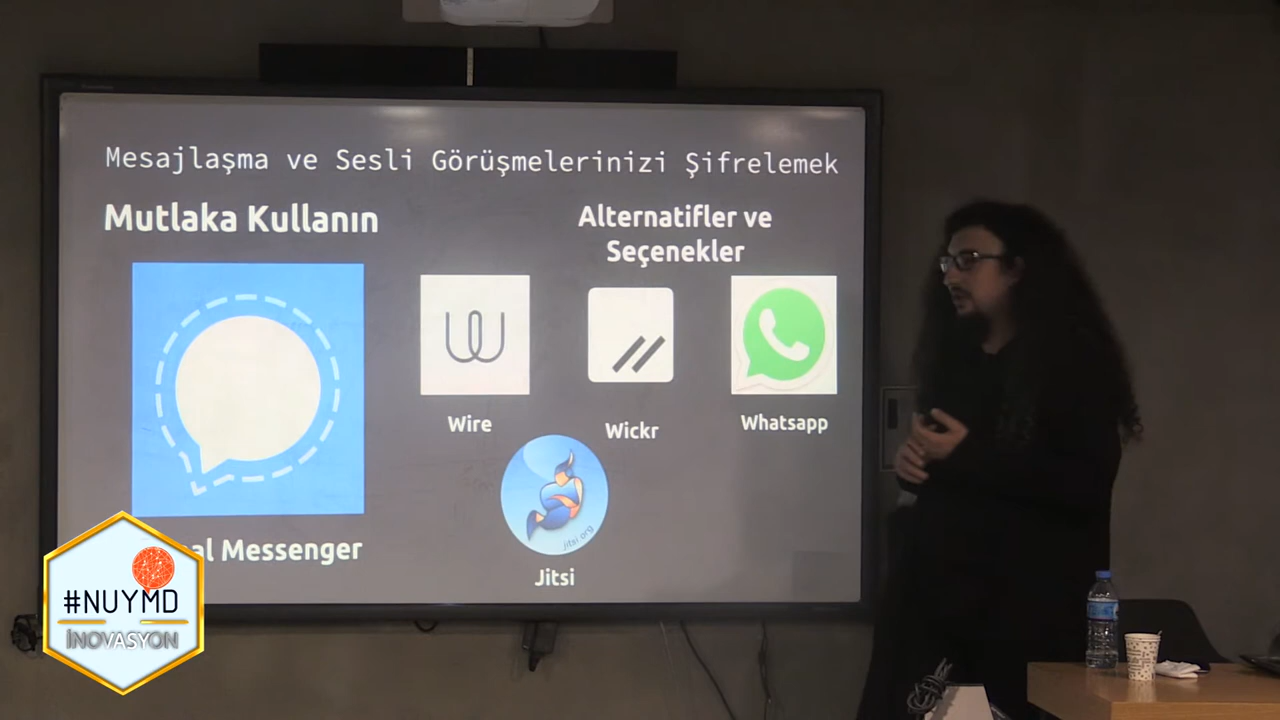 Mesajlaşma ve Sesli Görüşmelerinizi Şifrelemek
Mutlaka Kullanın
Alternatifler ve
Seçenekler
Wire
Wickr
Whatsapp
al Messenger
jitsi.org
Jitsi
#NUYMD
İNOVASYON